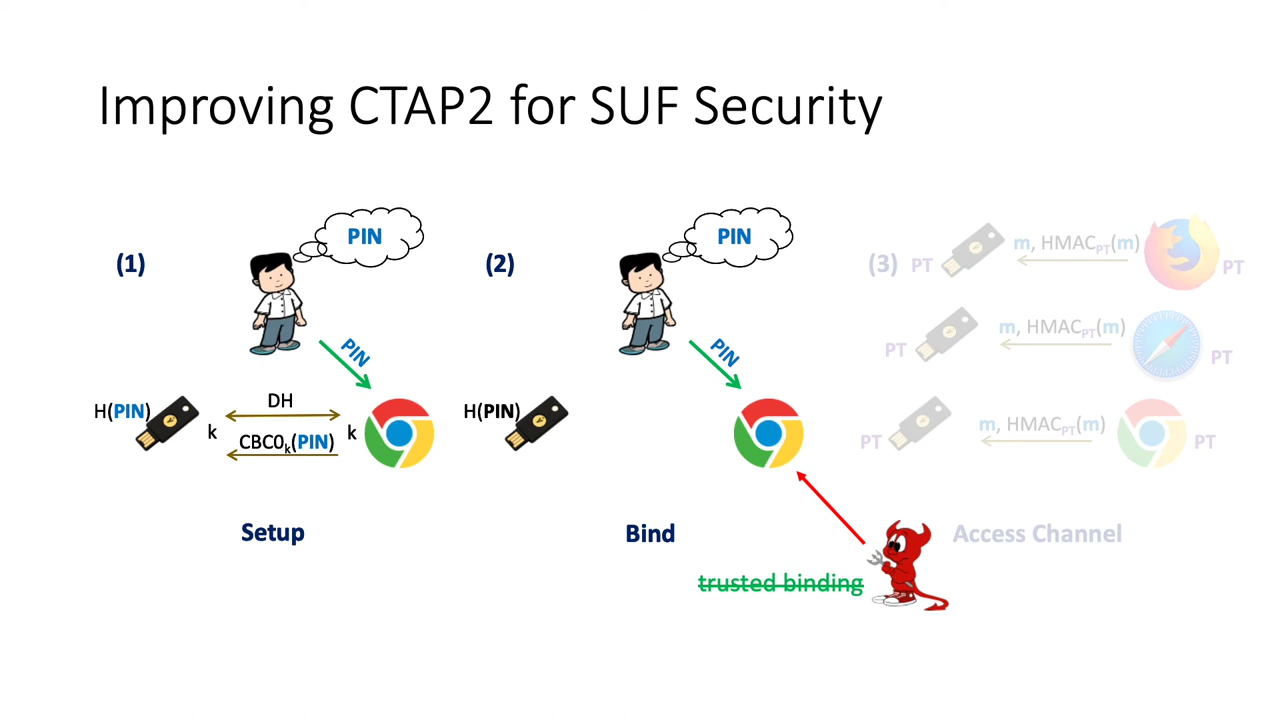 Improving CTAP2 for SUF Security
(1)
PIN
PIN
H(PIN)
DH
k
k
CBC0k(PIN)
Setup
(2)
PIN
PIN
H(PIN)
Bind
trusted binding
(3)
PT
m, HMACPT(m)
PT
PT
m, HMACPT(m)
PT
PT
m, HMACPT(m)
PT
Access Channel